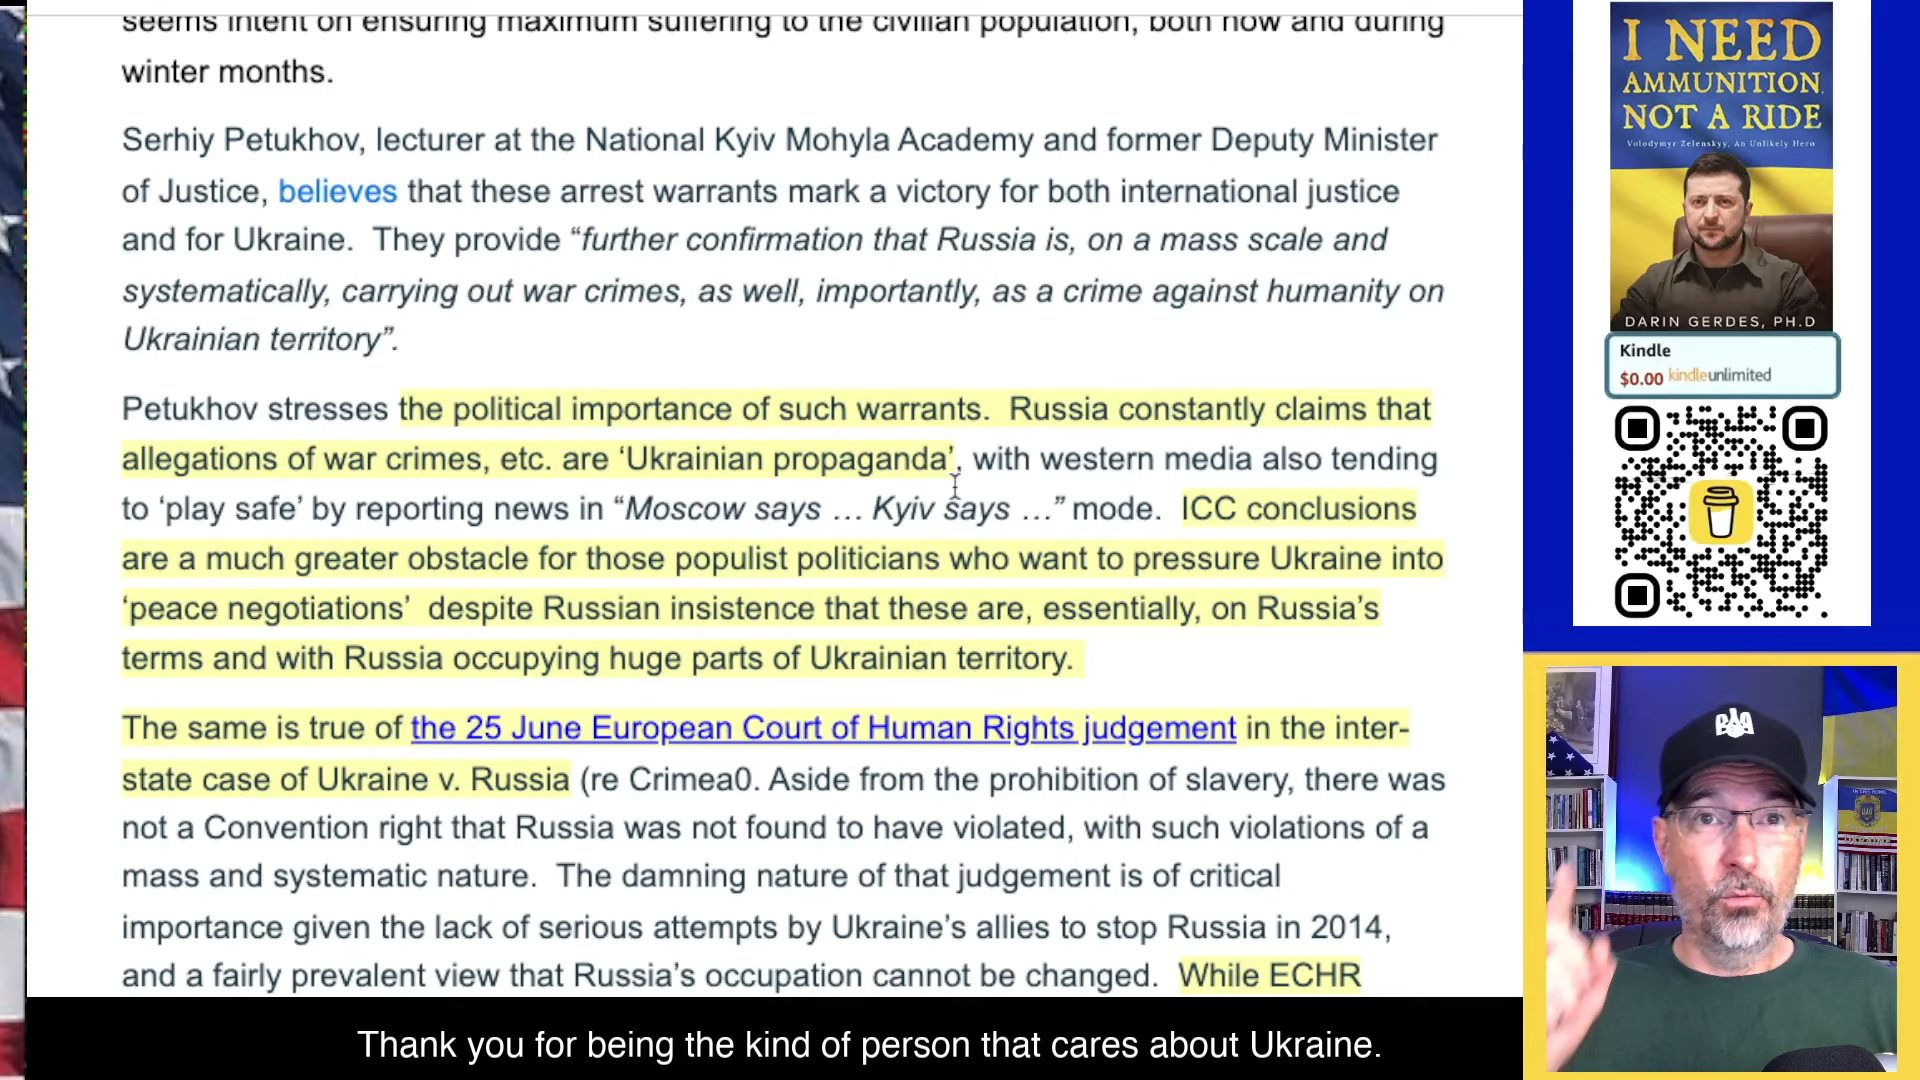 seems intent on ensuring maximum suffering to the civilian population, both now and during
winter months.
Serhiy Petukhov, lecturer at the National Kyiv Mohyla Academy and former Deputy Minister
of Justice, believes that these arrest warrants mark a victory for both international justice
and for Ukraine.  They provide “further confirmation that Russia is, on a mass scale and
systematically, carrying out war crimes, as well, importantly, as a crime against humanity on
Ukrainian territory”.
Petukhov stresses the political importance of such warrants.  Russia constantly claims that
allegations of war crimes, etc. are ‘Ukrainian propaganda’, with western media also tending
to ‘play safe’ by reporting news in “Moscow says … Kyiv says …” mode.  ICC conclusions
are a much greater obstacle for those populist politicians who want to pressure Ukraine into
‘peace negotiations’  despite Russian insistence that these are, essentially, on Russia’s
terms and with Russia occupying huge parts of Ukrainian territory.
The same is true of the 25 June European Court of Human Rights judgement in the inter-
state case of Ukraine v. Russia (re Crimea0. Aside from the prohibition of slavery, there was
not a Convention right that Russia was not found to have violated, with such violations of a
mass and systematic nature.  The damning nature of that judgement is of critical
importance given the lack of serious attempts by Ukraine’s allies to stop Russia in 2014,
and a fairly prevalent view that Russia’s occupation cannot be changed.  While ECHR
Thank you for being the kind of person that cares about Ukraine.
I NEED
AMMUNITION,
NOT A RIDE
Volodymyr Zelenskyy, An Unlikely Hero
DARIN GERDES, PH.D
Kindle
$0.00 kindleunlimited
UKRAINE